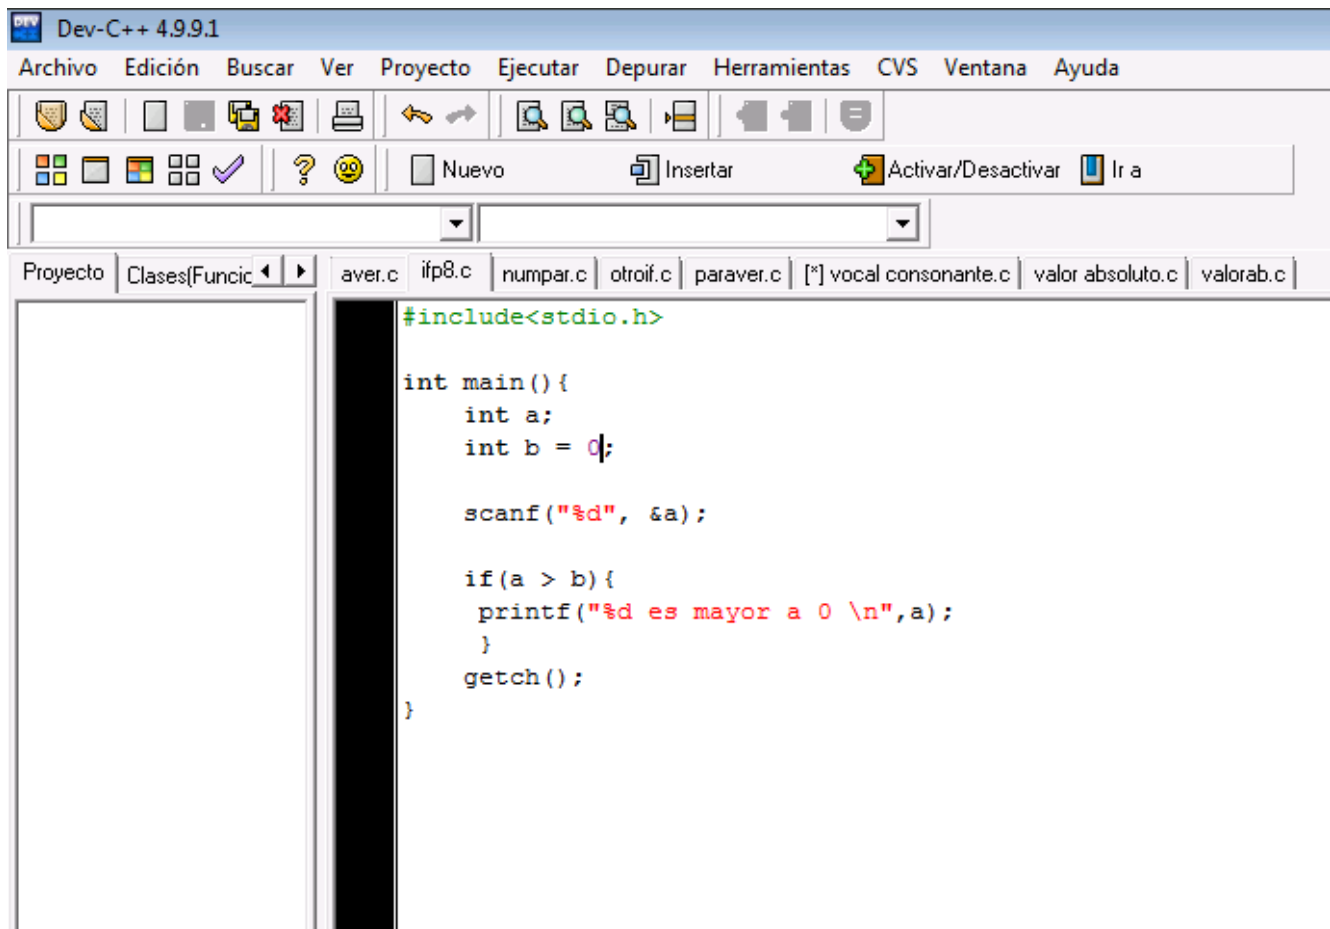 DEV Dev-C++ 4.9.9.1
Archivo Edición Buscar Ver Proyecto Ejecutar Depurar Herramientas CVS Ventana Ayuda
Nuevo Insertar Activar/Desactivar Ir a
Proyecto Clases(Funcic aver.c ifp8.c numpar.c otroif.c paraver.c [*] vocal consonante.c valor absoluto.c valorab.c
#include<stdio.h>
int main(){
int a;
int b = 0;
scanf("%d", &a);
if(a > b){
printf("%d es mayor a 0 \n",a);
}
getch();
}